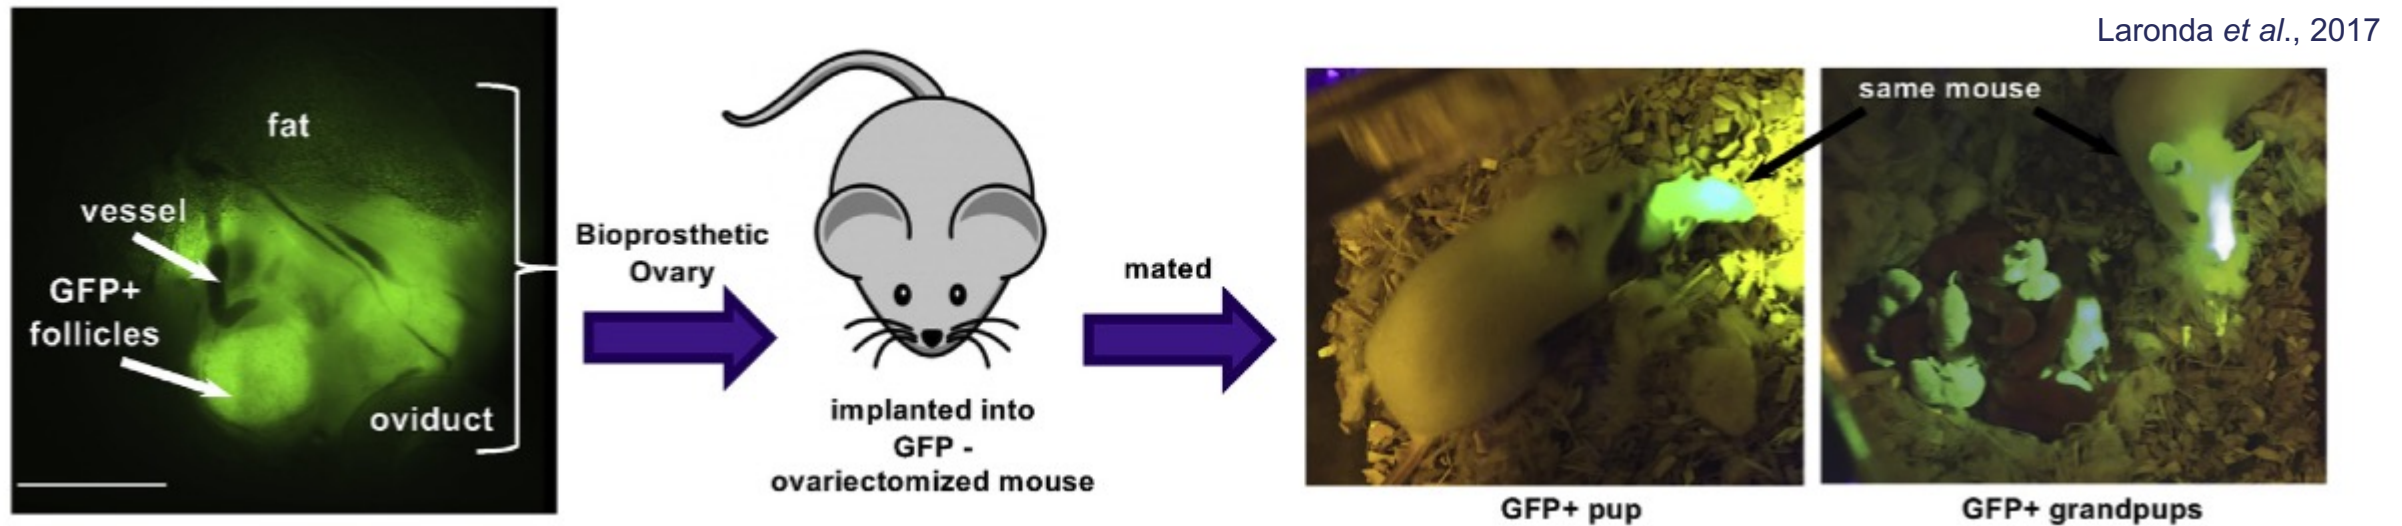 Laronda et al., 2017
fat
vessel
GFP+
follicles
oviduct
Bioprosthetic
Ovary
implanted into
GFP -
ovariectomized mouse
mated
same mouse
GFP+ pup
GFP+ grandpups